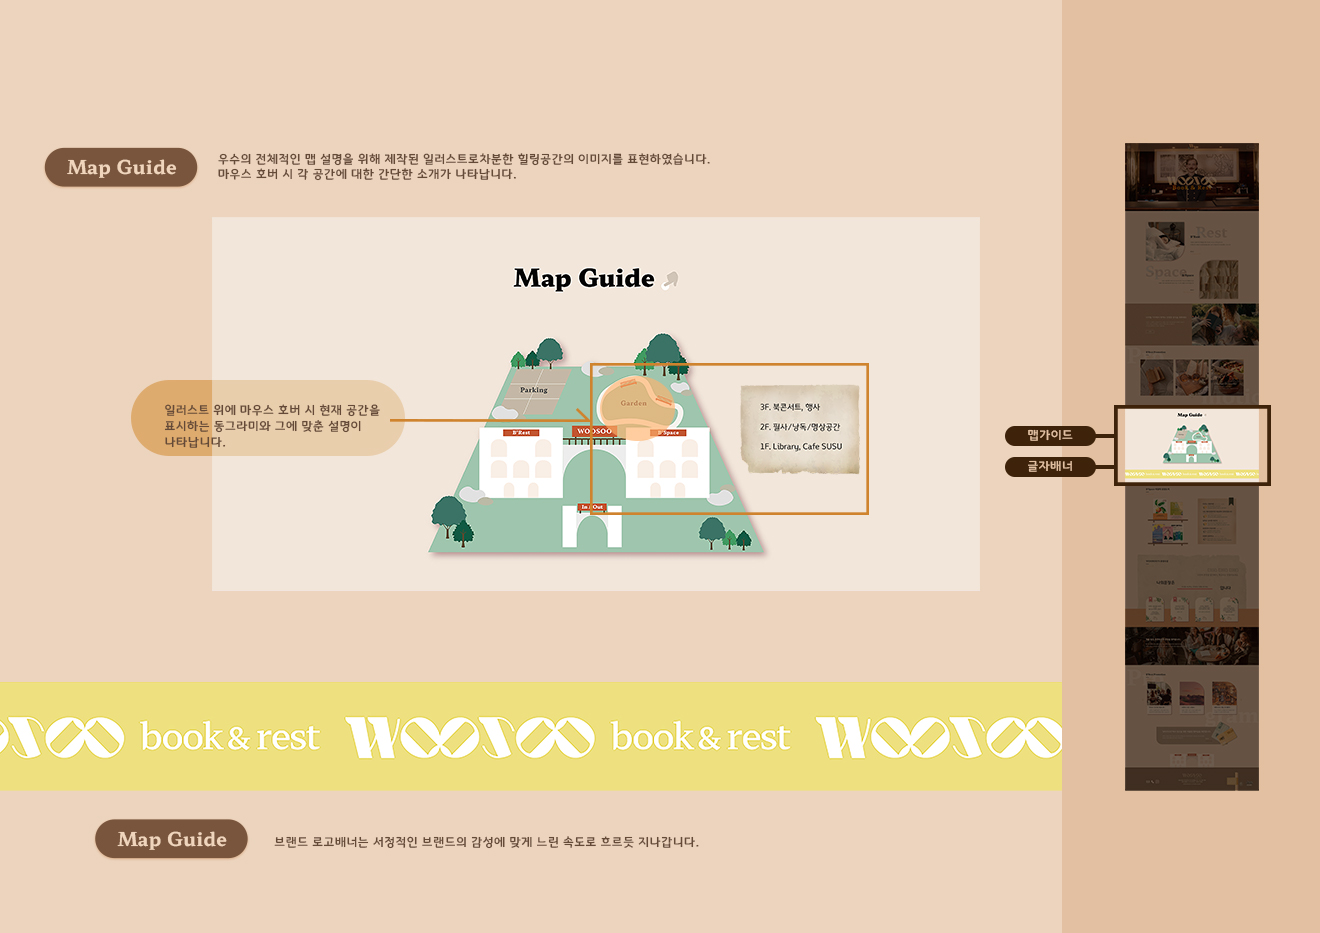 Map Guide
우수의 전체적인 맵 설명을 위해 제작된 일러스트로차분한 힐링공간의 이미지를 표현하였습니다.
마우스 호버 시 각 공간에 대한 간단한 소개가 나타납니다.
Map Guide
Parking
Garden
B'Rest
WOOSOO
B'Space
In
Out
3F. 북콘서트, 행사
2F. 필사/낭독/명상공간
1F. Library, Cafe SUSU
일러스트 위에 마우스 호버 시 현재 공간을
표시하는 동그라미와 그에 맞춘 설명이
나타납니다.
WOOSOO
Book & Rest
Rest
Space
Map Guide
맵가이드
글자배너
OSOO book & rest WOOSOO book & rest WOOSOO
Map Guide
브랜드 로고배너는 서정적인 브랜드의 감성에 맞게 느린 속도로 흐르듯 지나갑니다.